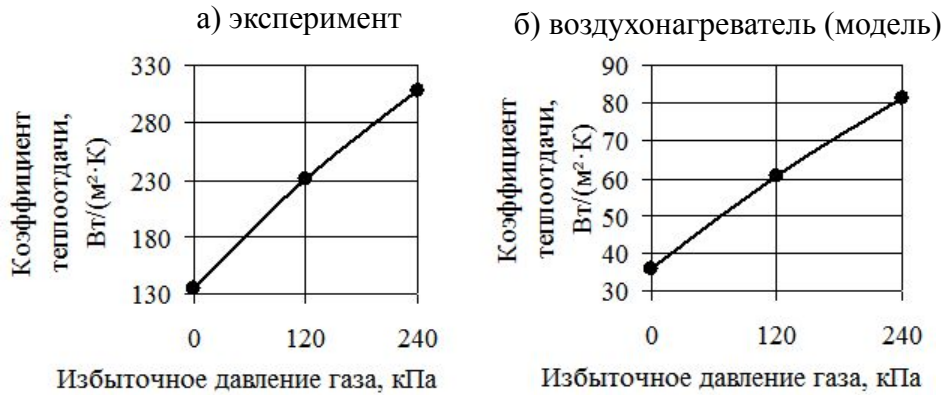 а) эксперимент
330
280
230
180
130
0 120 240
Коэффициент
теплоотдачи,
Вт/(м²·К)
Избыточное давление газа, кПа
б) воздухонагреватель (модель)
90
80
70
60
50
40
30
0 120 240
Коэффициент
теплоотдачи,
Вт/(м²·К)
Избыточное давление газа, кПа